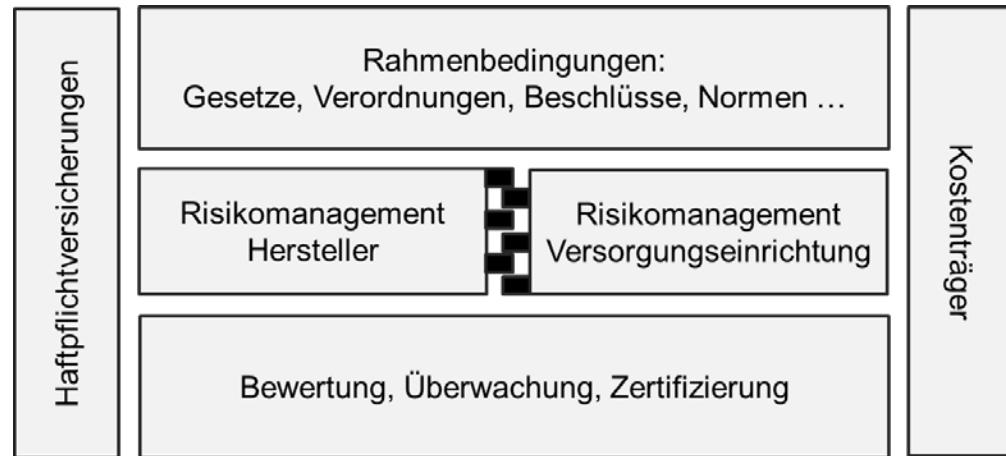 Haftpflichtversicherungen
Rahmenbedingungen:
Gesetze, Verordnungen, Beschlüsse, Normen …
Risikomanagement
Hersteller
Risikomanagement
Versorgungseinrichtung
Bewertung, Überwachung, Zertifizierung
Kostenträger